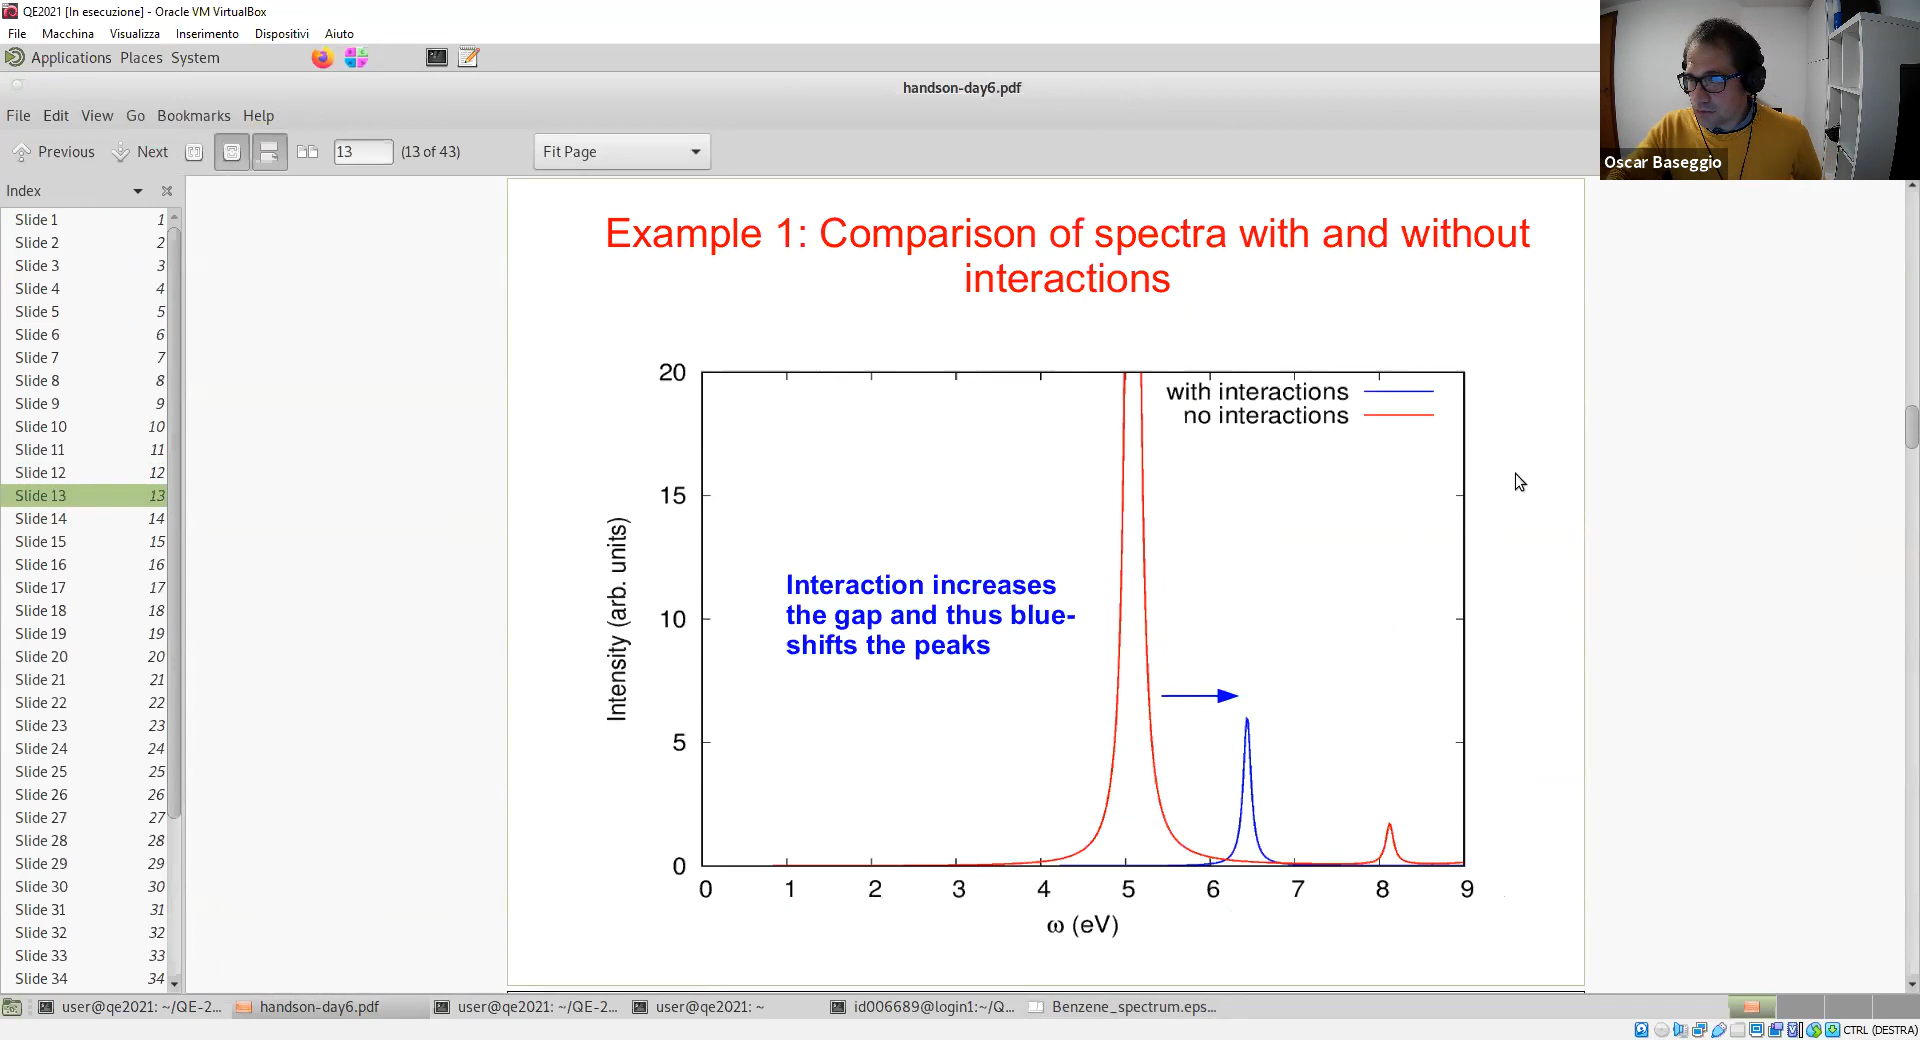 QE2021 [In esecuzione] - Oracle VM VirtualBox
File Macchina Visualizza Inserimento Dispositivi Aiuto
Applications Places System
handson-day6.pdf
File Edit View Go Bookmarks Help
Previous Next 13 (13 of 43) Fit Page
Oscar Baseggio
Index
Slide 1 1
Slide 2 2
Slide 3 3
Slide 4 4
Slide 5 5
Slide 6 6
Slide 7 7
Slide 8 8
Slide 9 9
Slide 10 10
Slide 11 11
Slide 12 12
Slide 13 13
Slide 14 14
Slide 15 15
Slide 16 16
Slide 17 17
Slide 18 18
Slide 19 19
Slide 20 20
Slide 21 21
Slide 22 22
Slide 23 23
Slide 24 24
Slide 25 25
Slide 26 26
Slide 27 27
Slide 28 28
Slide 29 29
Slide 30 30
Slide 31 31
Slide 32 32
Slide 33 33
Slide 34 34
Example 1: Comparison of spectra with and without
interactions
with interactions
no interactions
Interaction increases
the gap and thus blue-
shifts the peaks
Intensity (arb. units)
20
15
10
5
0
0 1 2 3 4 5 6 7 8 9
ω (eV)
user@qe2021: ~/QE-2... handson-day6.pdf user@qe2021: ~/QE-2... user@qe2021: ~ id006689@login1:~/Q... Benzene_spectrum.eps...
CTRL (DESTRA)